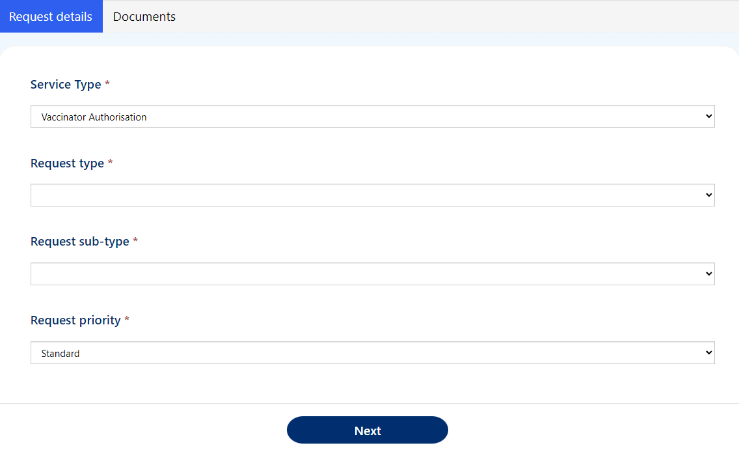 Request details Documents
Service Type *
Vaccinator Authorisation
Request type *
Request sub-type *
Request priority *
Standard
Next